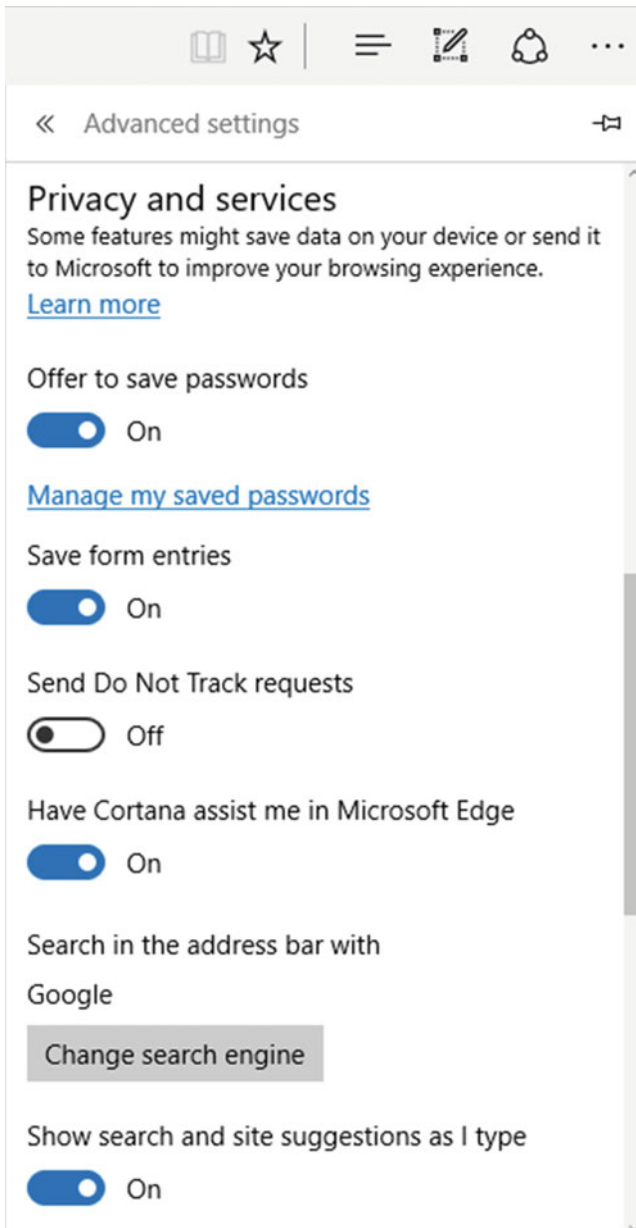 Advanced settings
Privacy and services
Some features might save data on your device or send it
to Microsoft to improve your browsing experience.
Learn more
Offer to save passwords
On
Manage my saved passwords
Save form entries
On
Send Do Not Track requests
Off
Have Cortana assist me in Microsoft Edge
On
Search in the address bar with
Google
Change search engine
Show search and site suggestions as I type
On